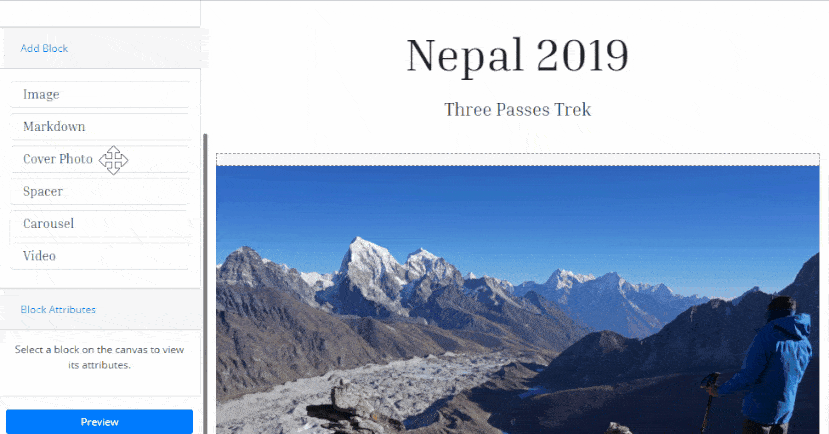 Add Block
Image
Markdown
Cover Photo
Spacer
Carousel
Video
Block Attributes
Select a block on the canvas to view
its attributes.
Preview
Nepal 2019
Three Passes Trek